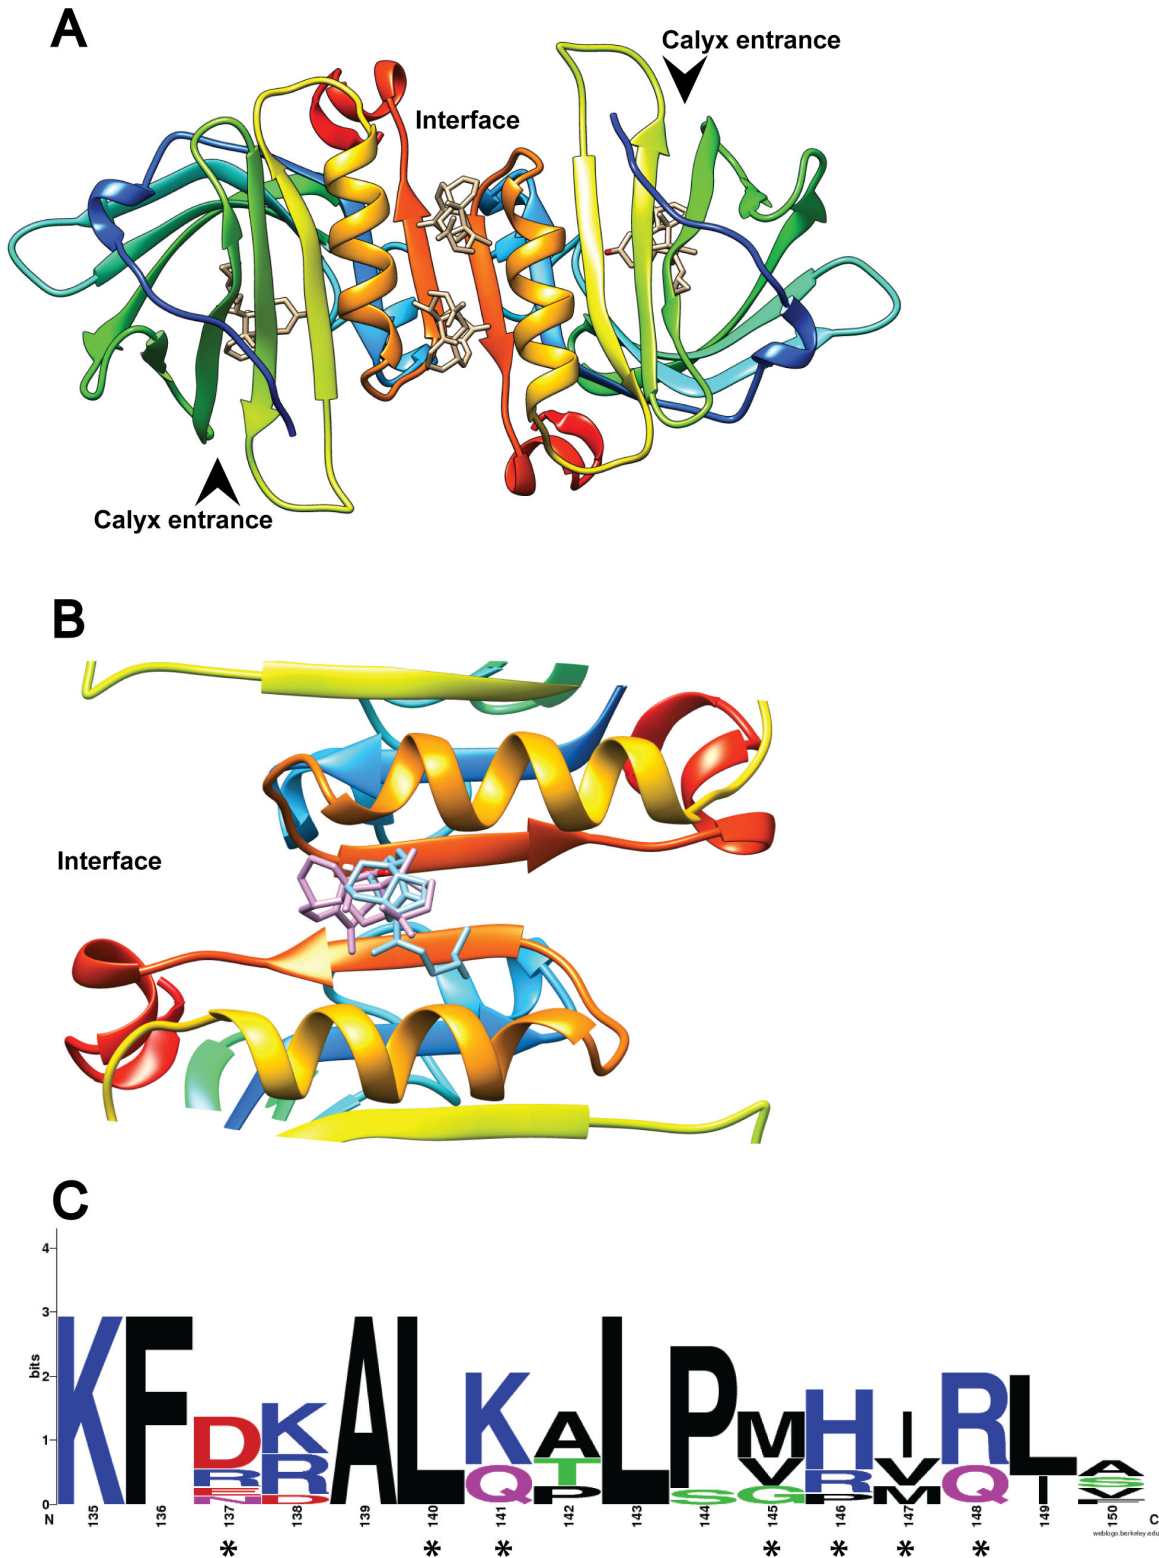 A
Calyx entrance
Interface
Calyx entrance
B
Interface
C
bits
4
3
2
1
0
K F D R E N K R D A L K Q A T P L P S M V G H R P I V M R Q L I A S V
N 135 136 137 138 139 140 141 142 143 144 145 146 147 148 149 150 C
* * * * * * *
weblogo.berkeley.edu